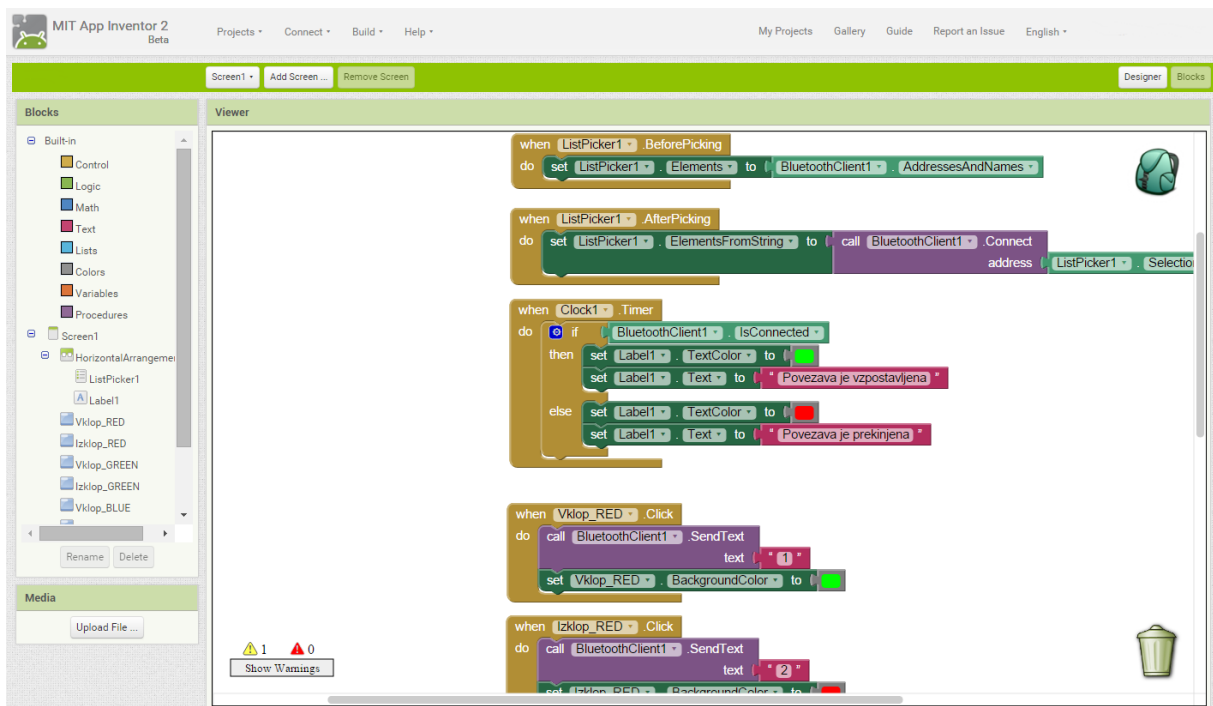 MIT App Inventor 2
Beta
Projects Connect Build Help My Projects Gallery Guide Report an Issue English
Screen1 Add Screen ... Remove Screen Designer Blocks
Blocks
Viewer
Built-in
Control
Logic
Math
Text
Lists
Colors
Variables
Procedures
Screen1
HorizontalArrangemen
ListPicker1
Label1
Vklop_RED
Izklop_RED
Vklop_GREEN
Izklop_GREEN
Vklop_BLUE
Rename Delete
Media
Upload File ...
when ListPicker1 .BeforePicking
do set ListPicker1 . Elements to BluetoothClient1 . AddressesAndNames
when ListPicker1 .AfterPicking
do set ListPicker1 . ElementsFromString to call BluetoothClient1 .Connect
address ListPicker1 . Selection
when Clock1 .Timer
do if BluetoothClient1 . IsConnected
then set Label1 . TextColor to
set Label1 . Text to " Povezava je vzpostavljena "
else set Label1 . TextColor to
set Label1 . Text to " Povezava je prekinjena "
when Vklop_RED .Click
do call BluetoothClient1 .SendText
text " 1 "
set Vklop_RED . BackgroundColor to
when Izklop_RED .Click
do call BluetoothClient1 .SendText
text " 2 "
set Izklop_RED . BackgroundColor to
1 0
Show Warnings